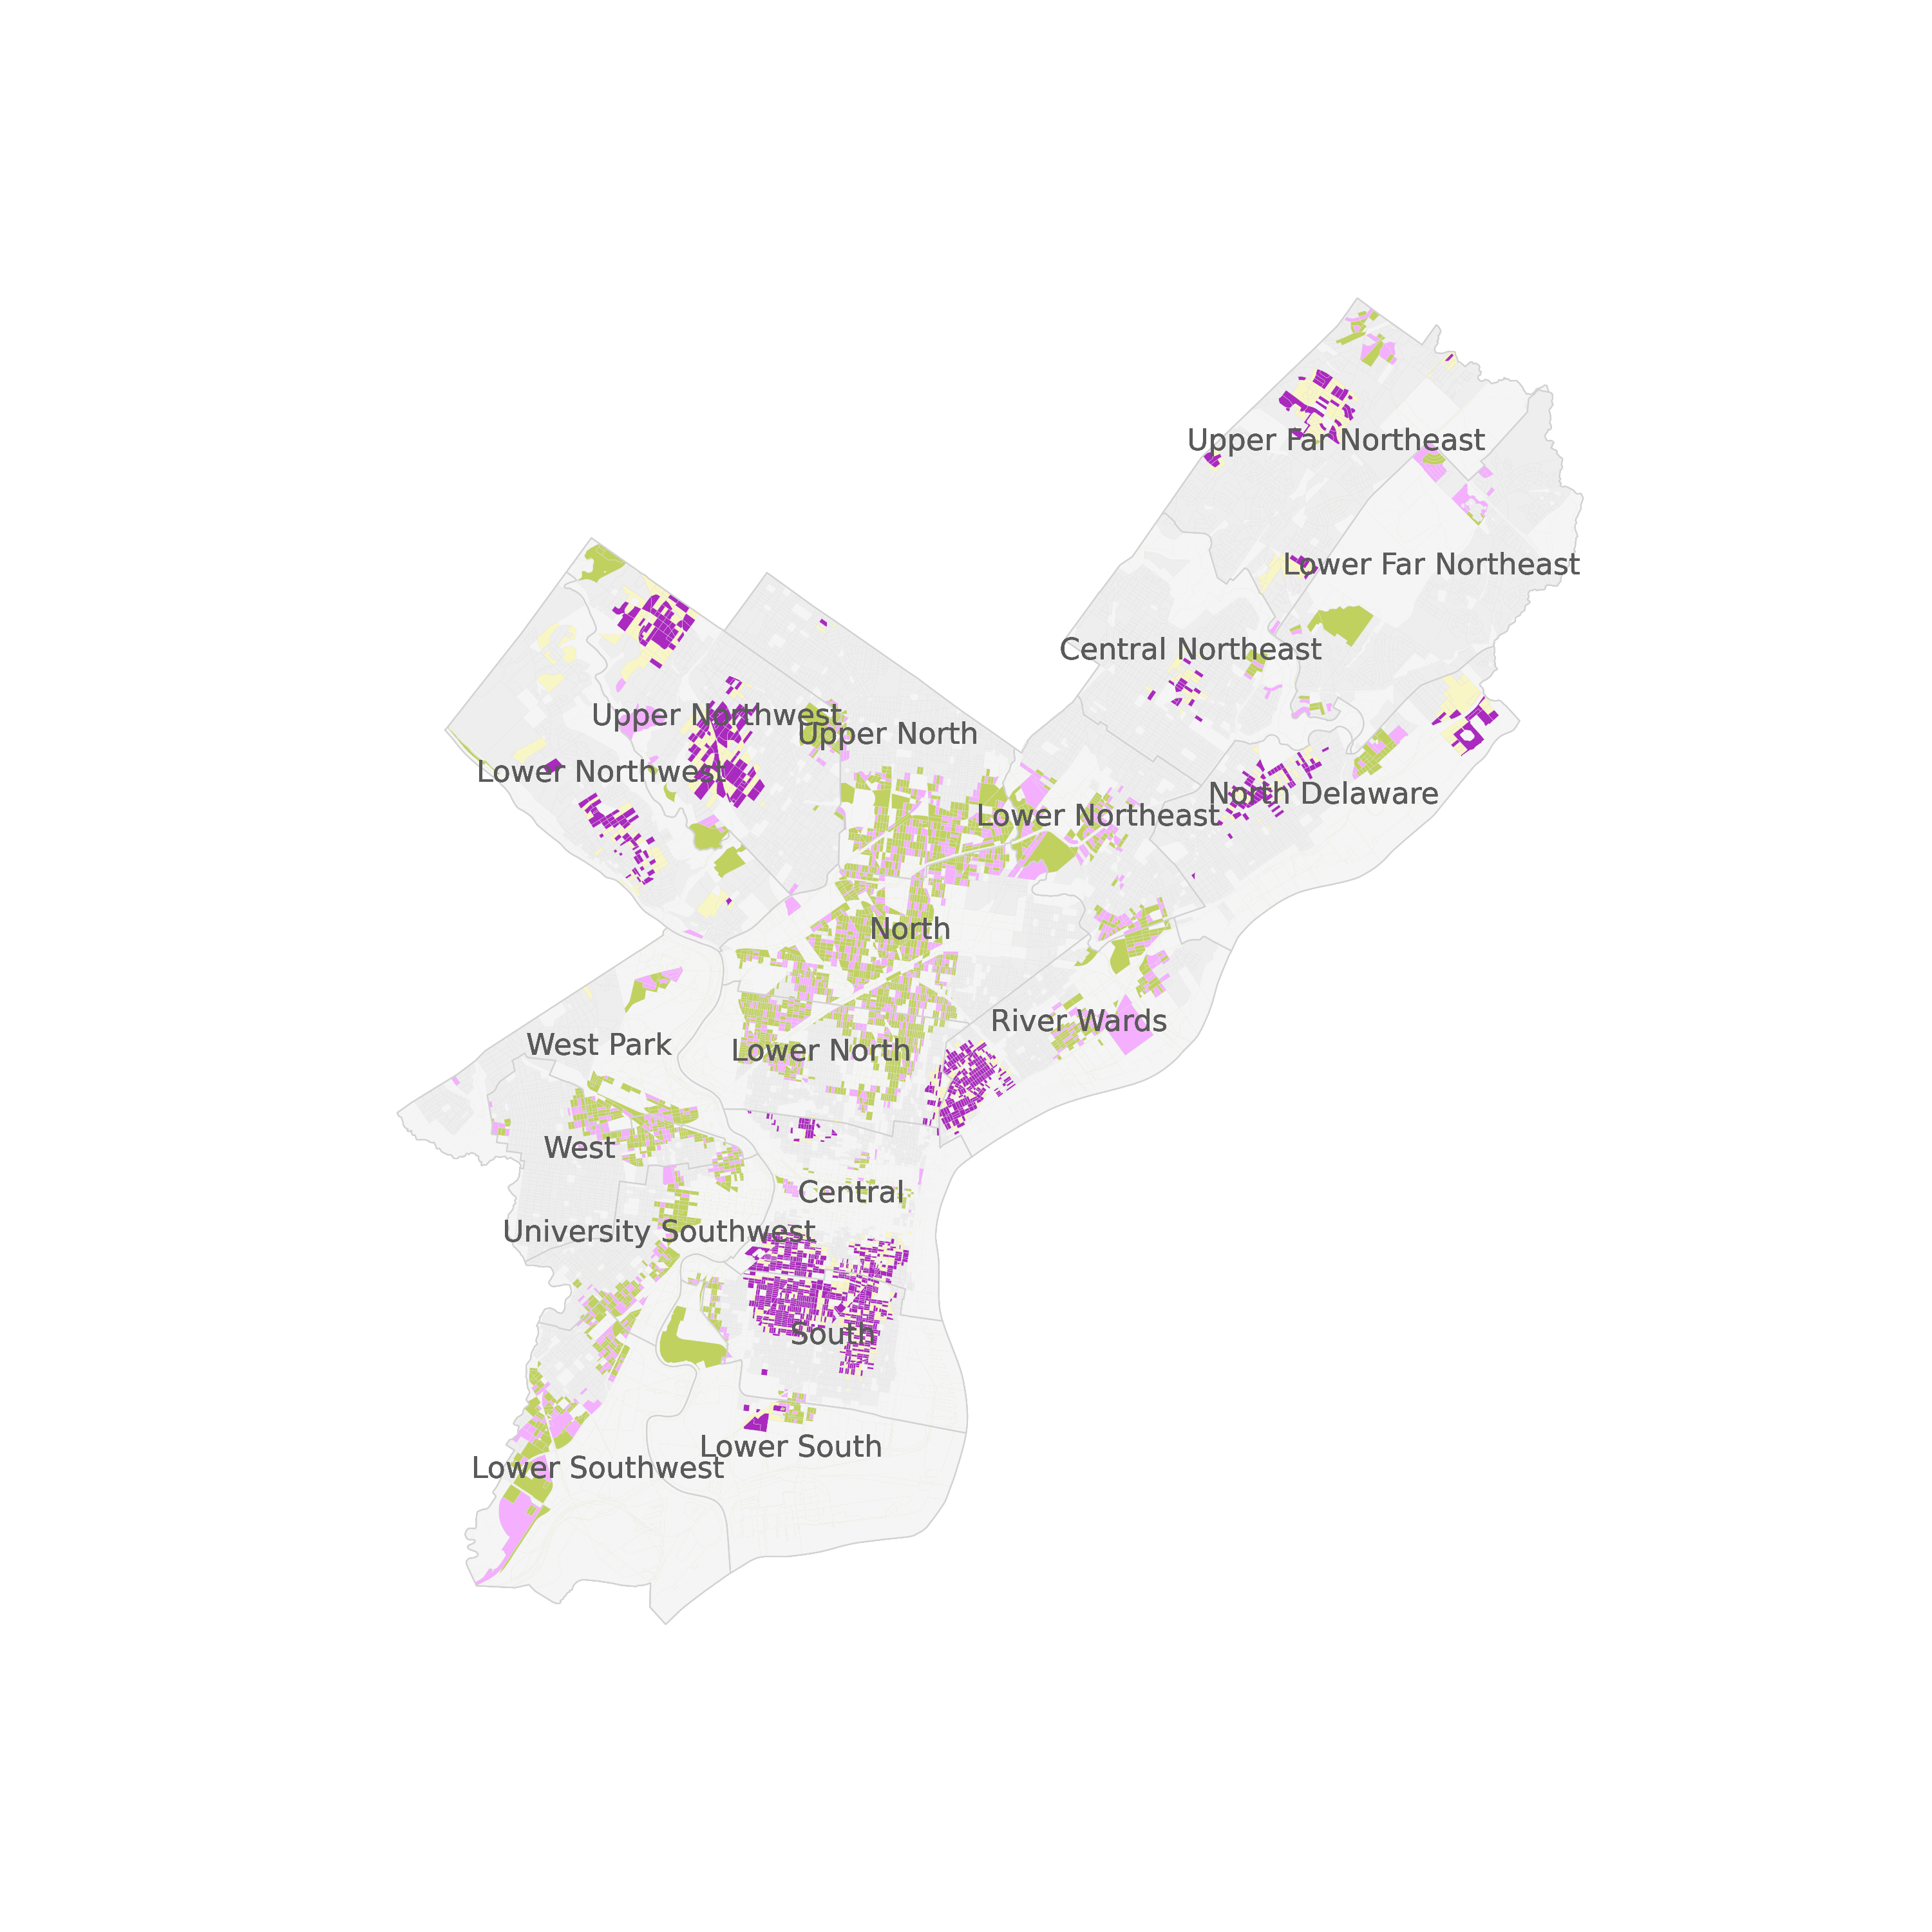 Upper Far Northeast
Lower Far Northeast
Central Northeast
Upper Northwest
Upper North
Lower Northwest
North Delaware
Lower Northeast
North
River Wards
West Park
Lower North
West
Central
University Southwest
South
Lower South
Lower Southwest